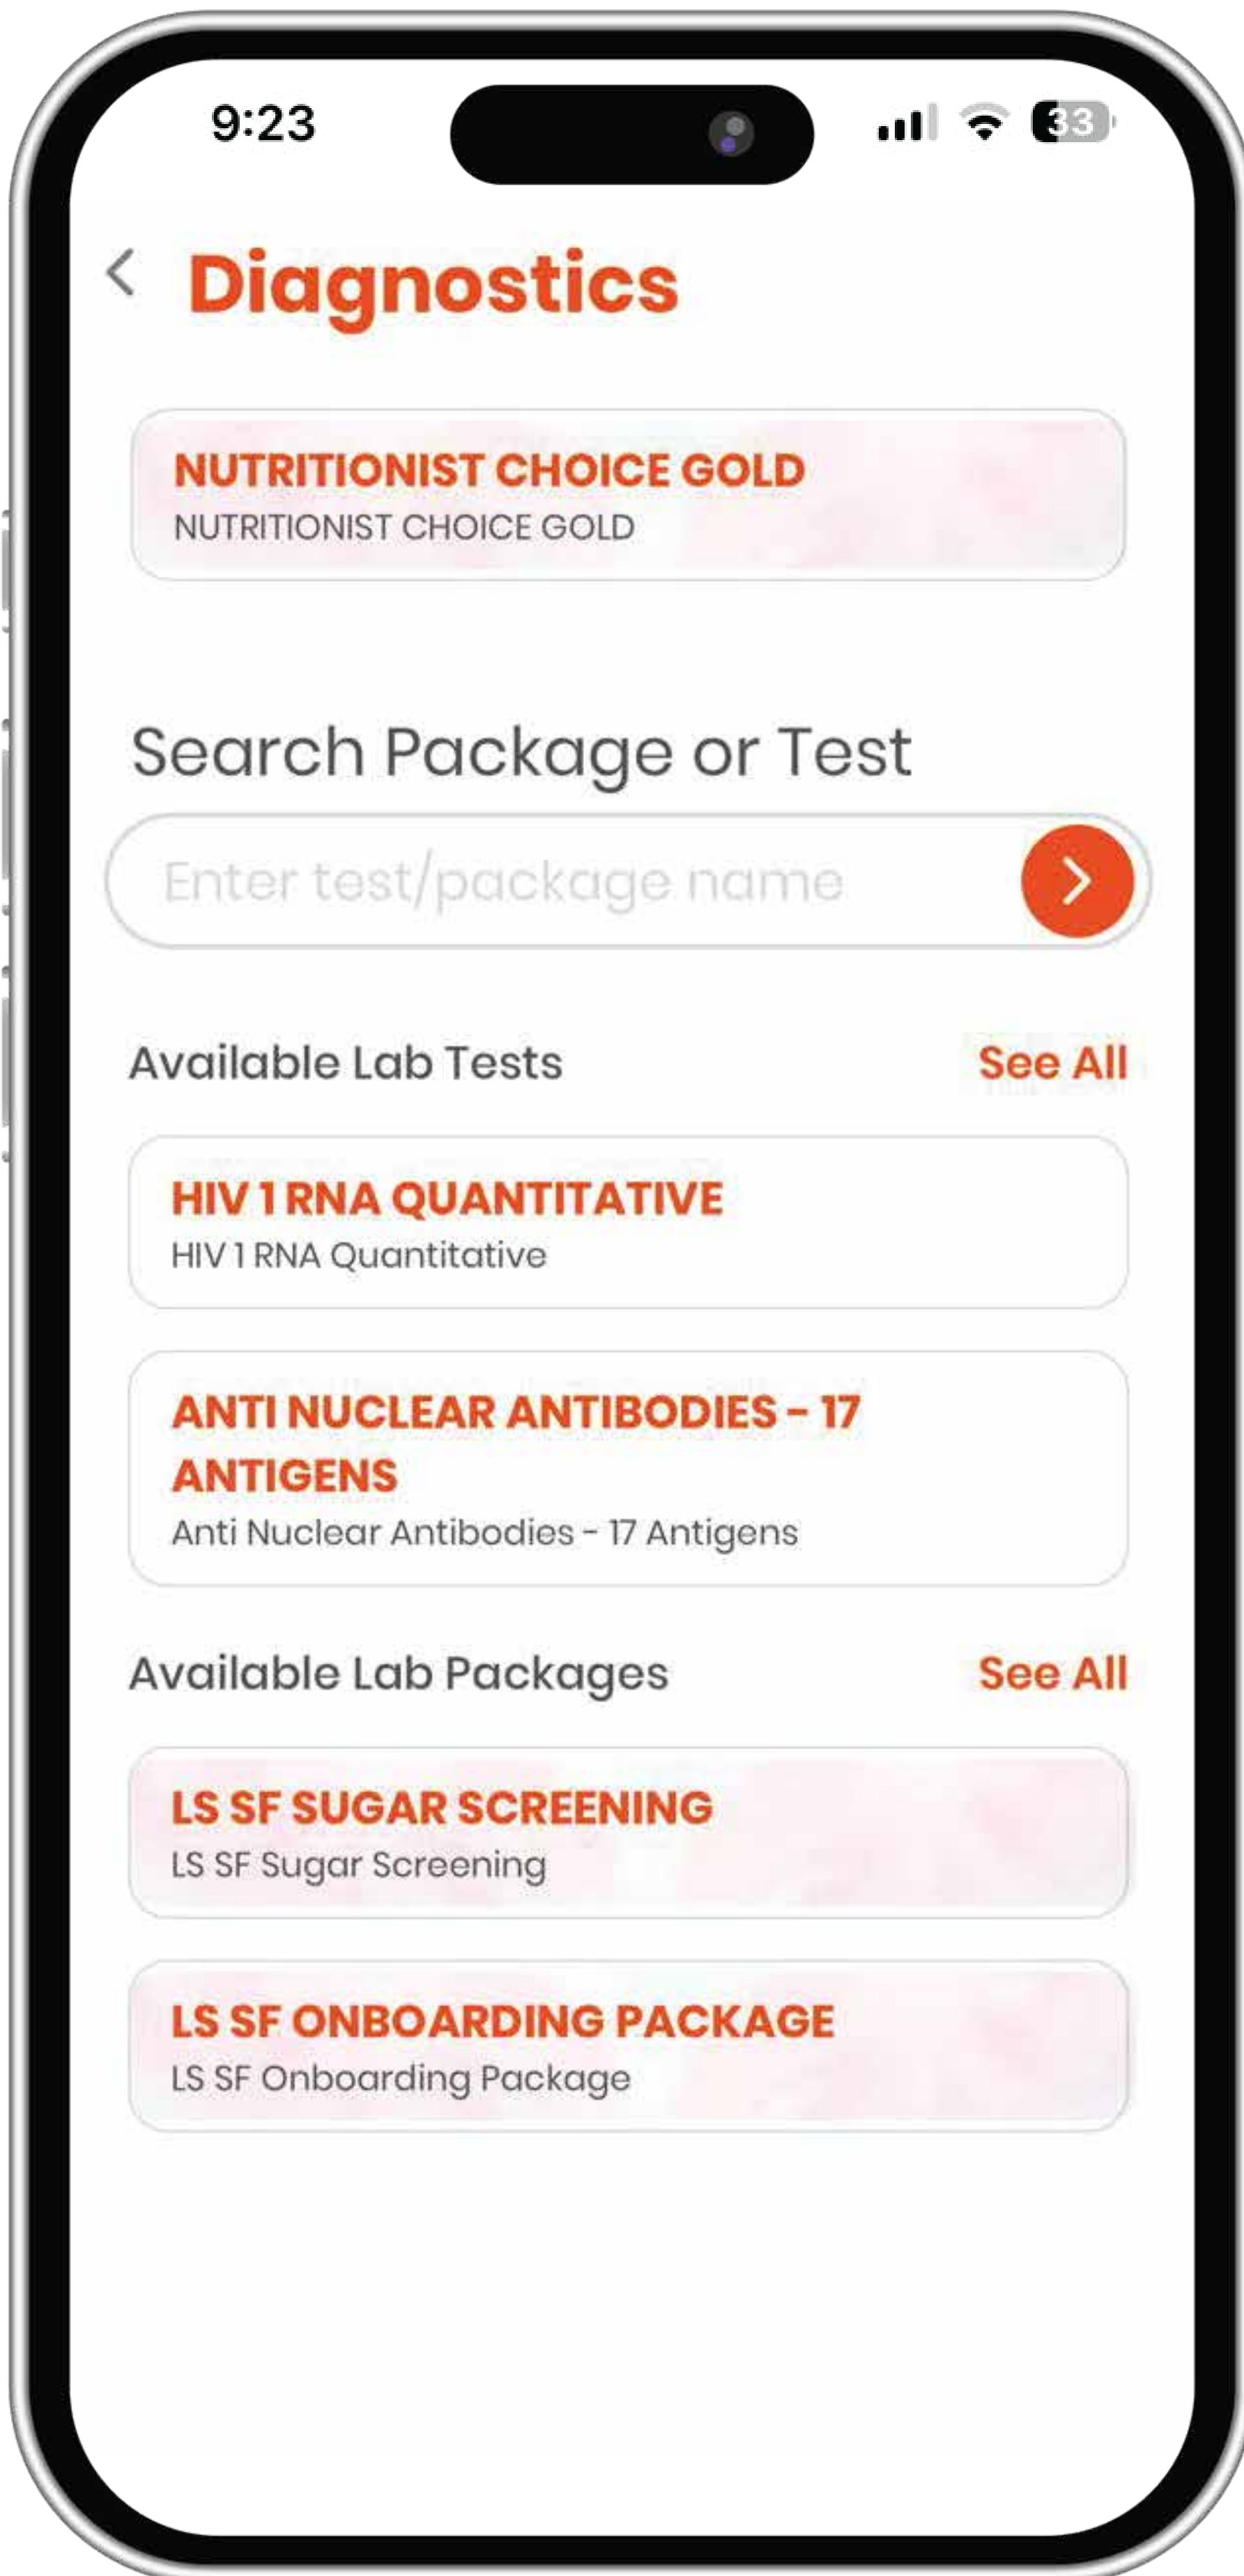 9:23
33
Diagnostics
NUTRITIONIST CHOICE GOLD
NUTRITIONIST CHOICE GOLD
Search Package or Test
Enter test/package name
Available Lab Tests
See All
HIV 1 RNA QUANTITATIVE
HIV 1 RNA Quantitative
ANTI NUCLEAR ANTIBODIES - 17
ANTIGENS
Anti Nuclear Antibodies - 17 Antigens
Available Lab Packages
See All
LS SF SUGAR SCREENING
LS SF Sugar Screening
LS SF ONBOARDING PACKAGE
LS SF Onboarding Package